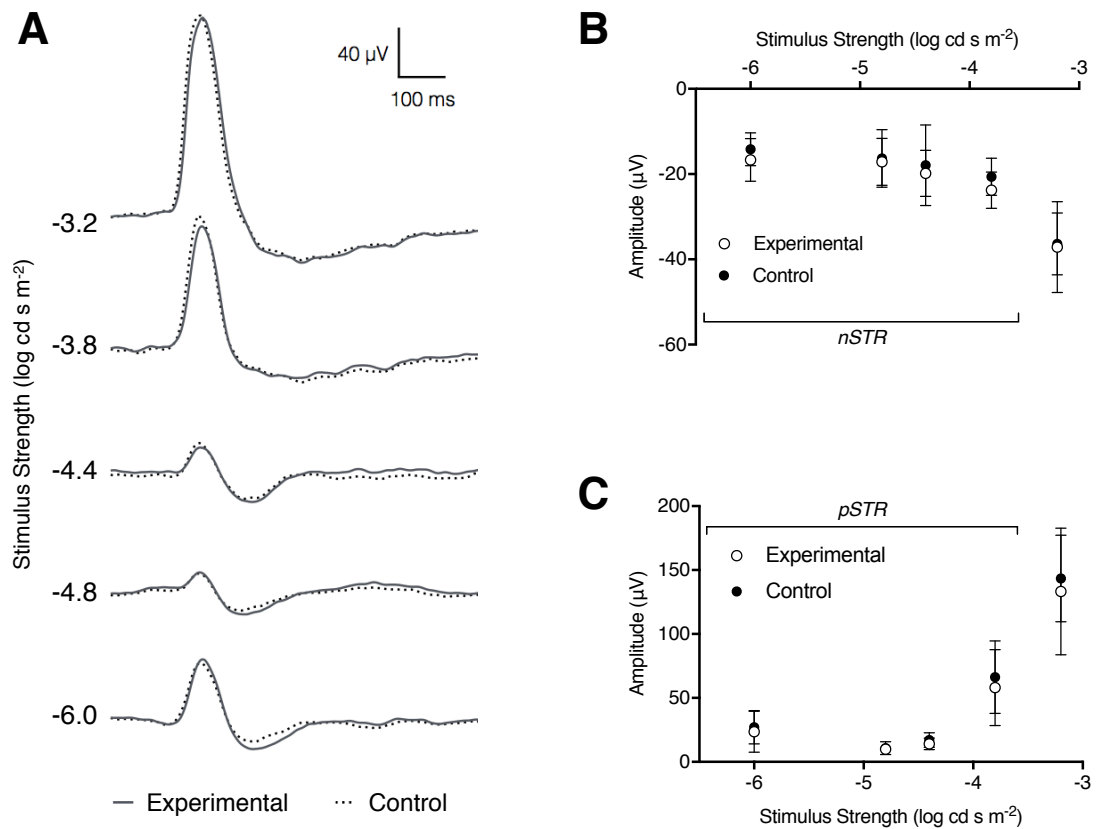 A
40 µV
100 ms
Stimulus Strength (log cd s m-2)
-3.2
-3.8
-4.4
-4.8
-6.0
Experimental
Control
B
Stimulus Strength (log cd s m-2)
-6
-5
-4
-3
Amplitude (µV)
0
-20
-40
-60
Experimental
Control
nSTR
C
pSTR
Experimental
Control
Amplitude (µV)
200
150
100
50
0
-6
-5
-4
-3
Stimulus Strength (log cd s m-2)